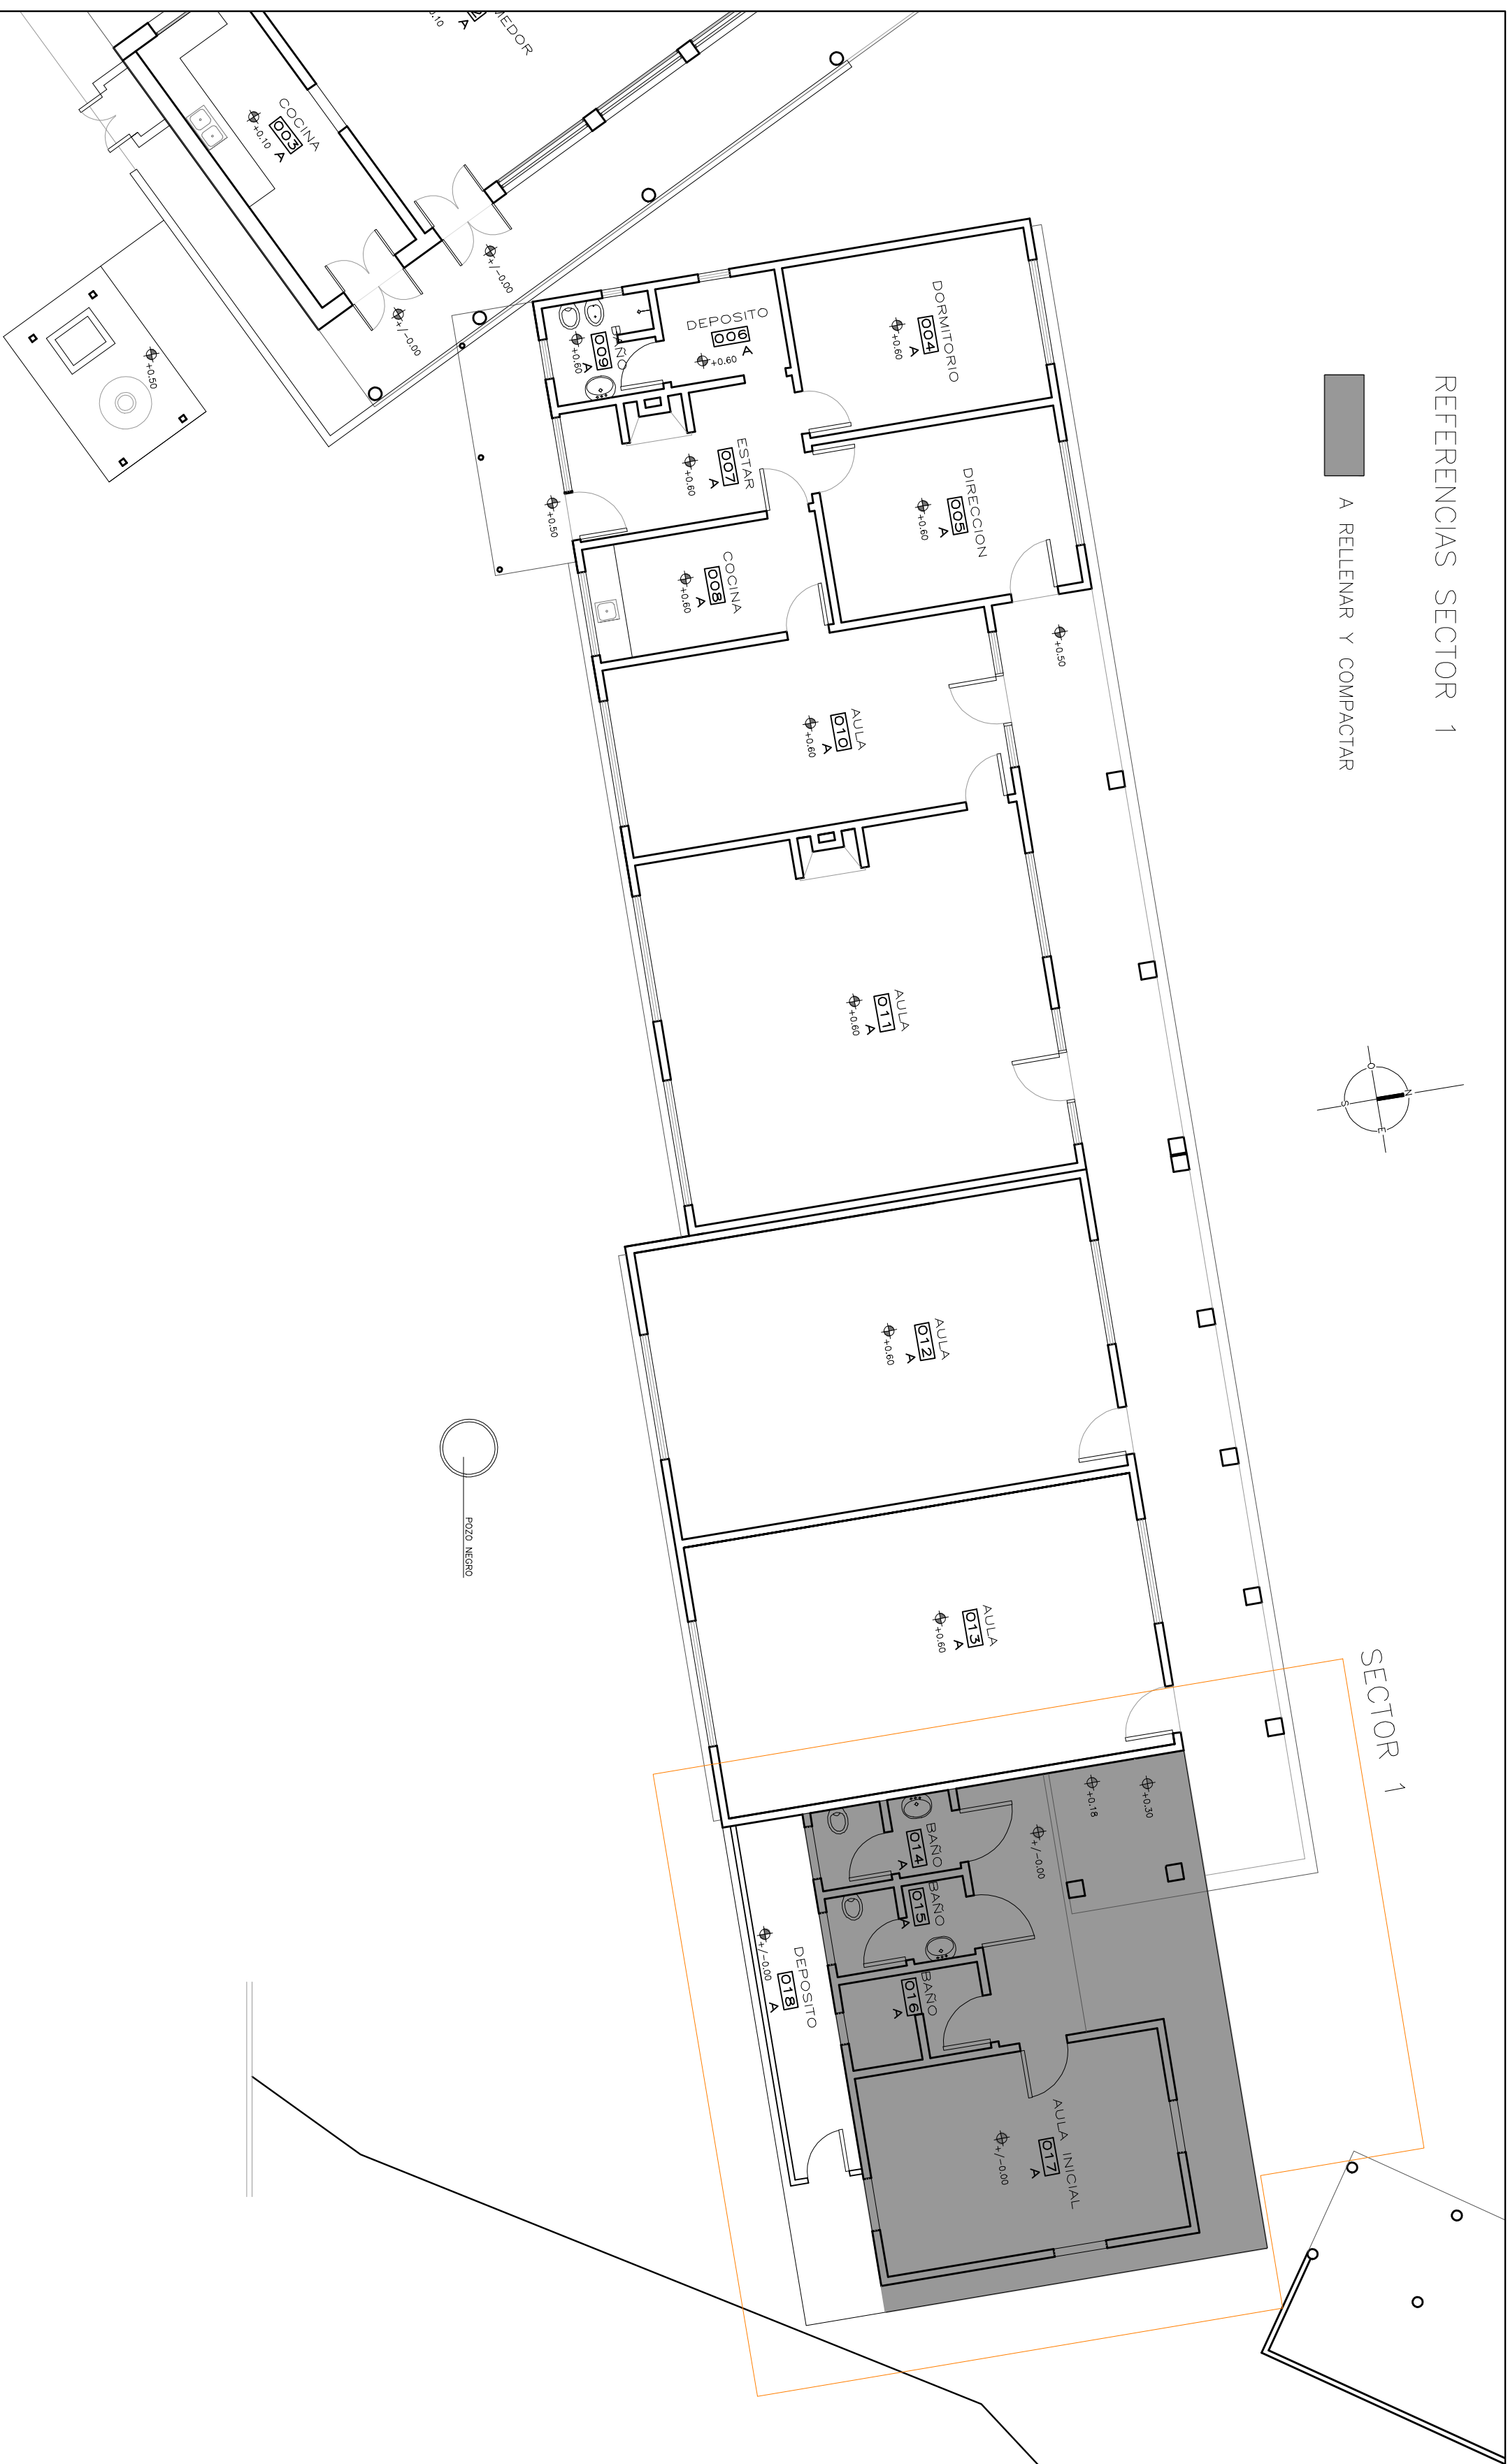 REFERENCIAS SECTOR 1
A RELLENAR Y COMPACTAR
N
O
E
S
SECTOR 1
MEDOR
A
+0.10
COCINA
003
A
+0.10
+/-0.00
+/-0.00
+0.50
DORMITORIO
004
A
+0.60
DIRECCION
005
A
+0.60
DEPOSITO
006
A
+0.60
ESTAR
007
A
+0.60
COCINA
008
A
+0.60
009
A
+0.60
+0.50
+0.50
AULA
010
A
+0.60
AULA
011
A
+0.60
AULA
012
A
+0.60
AULA
013
A
+0.60
+0.30
+0.18
+/-0.00
BAÑO
014
A
BAÑO
015
A
BAÑO
016
A
AULA INICIAL
017
A
+/-0.00
DEPOSITO
018
A
+/-0.00
POZO NEGRO